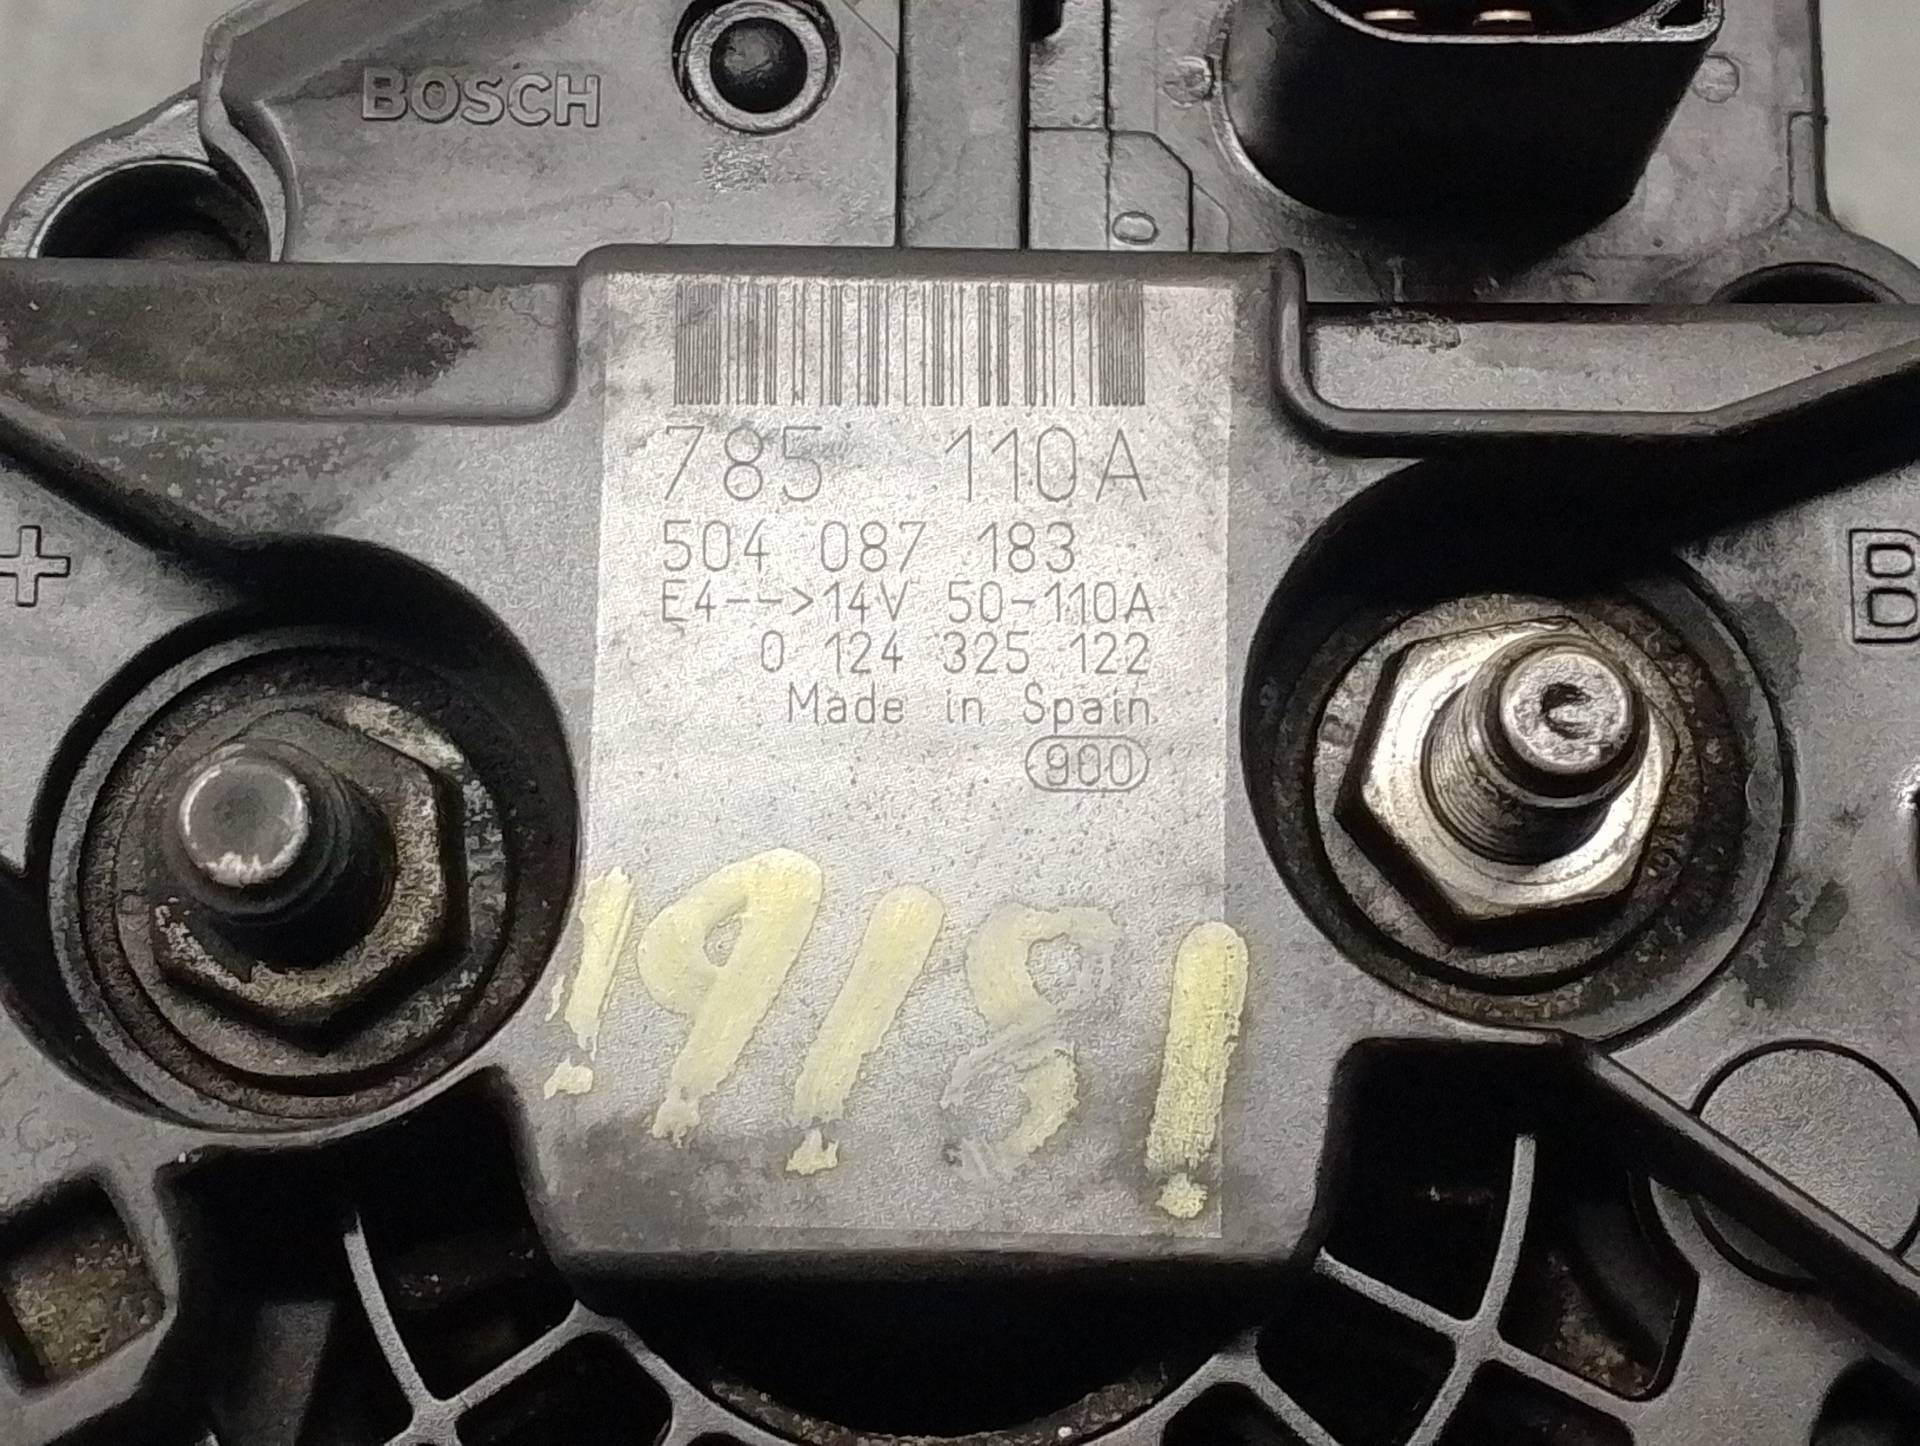 BOSCH
785 110A
504 087 183
E4-->14V 50-110A
0 124 325 122
Made in Spain
900
+
B
19181